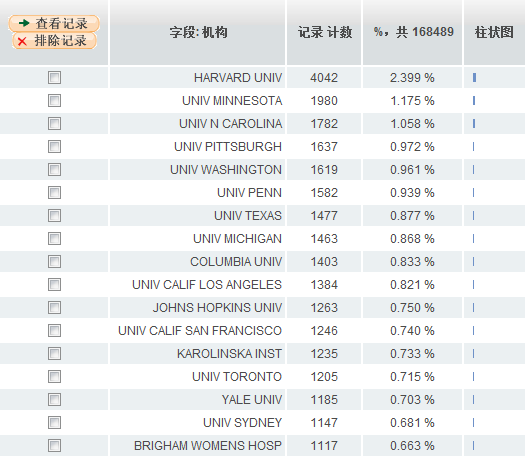 查看记录
排除记录
字段: 机构 记录 计数 %，共 168489 柱状图
HARVARD UNIV 4042 2.399 %
UNIV MINNESOTA 1980 1.175 %
UNIV N CAROLINA 1782 1.058 %
UNIV PITTSBURGH 1637 0.972 %
UNIV WASHINGTON 1619 0.961 %
UNIV PENN 1582 0.939 %
UNIV TEXAS 1477 0.877 %
UNIV MICHIGAN 1463 0.868 %
COLUMBIA UNIV 1403 0.833 %
UNIV CALIF LOS ANGELES 1384 0.821 %
JOHNS HOPKINS UNIV 1263 0.750 %
UNIV CALIF SAN FRANCISCO 1246 0.740 %
KAROLINSKA INST 1235 0.733 %
UNIV TORONTO 1205 0.715 %
YALE UNIV 1185 0.703 %
UNIV SYDNEY 1147 0.681 %
BRIGHAM WOMENS HOSP 1117 0.663 %